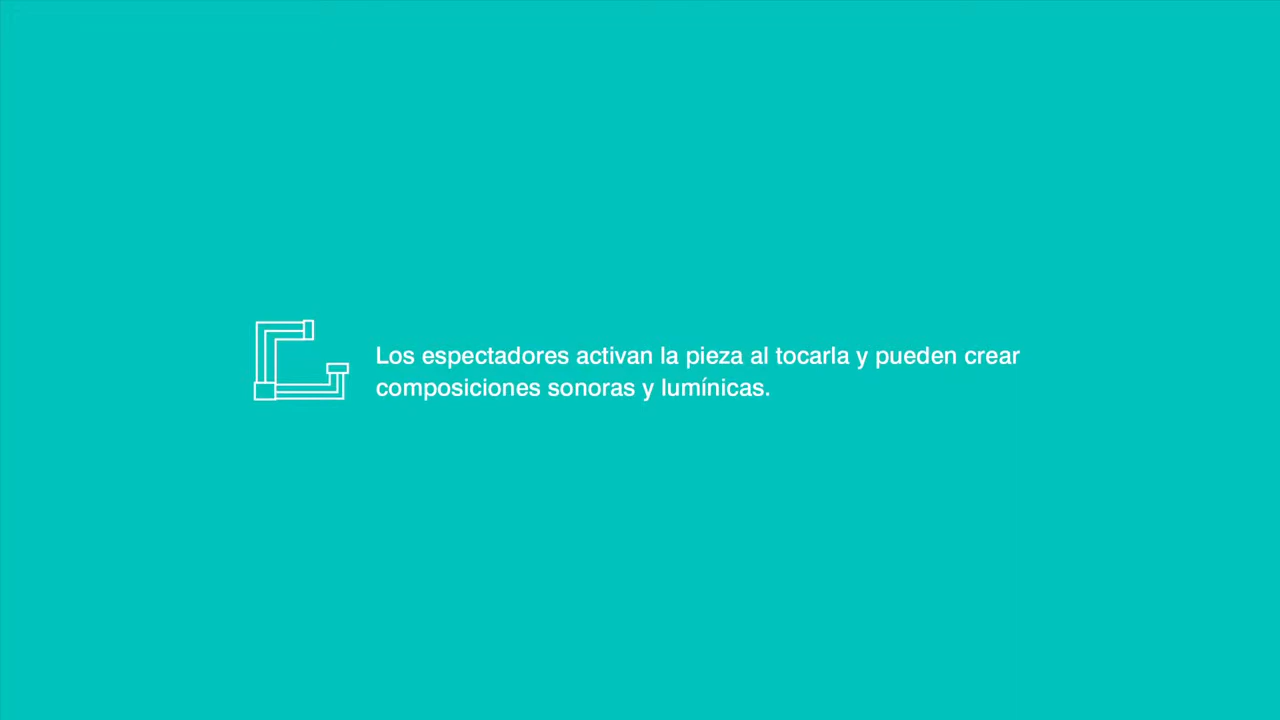 Los espectadores activan la pieza al tocarla y pueden crear
composiciones sonoras y lumínicas.